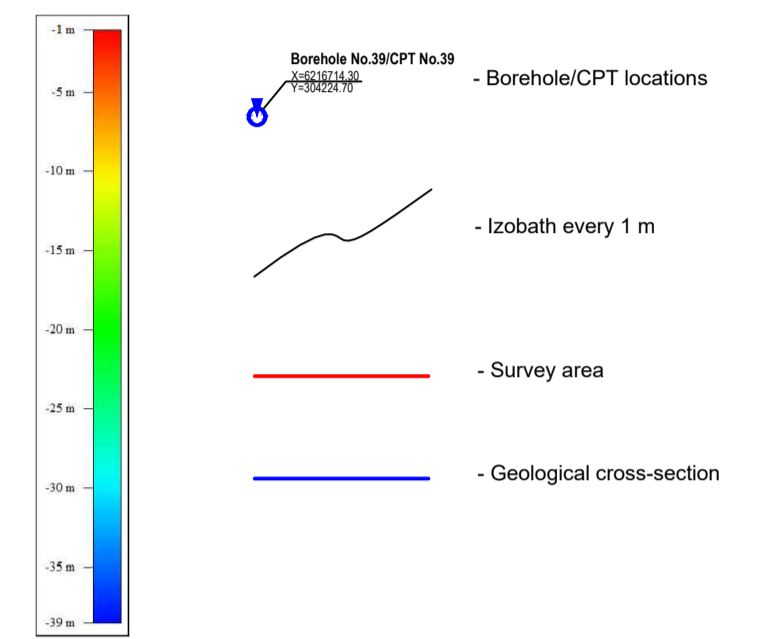 -1 m
-5 m
-10 m
-15 m
-20 m
-25 m
-30 m
-35 m
-39 m
Borehole No.39/CPT No.39
X=6216714.30
Y=304224.70
- Borehole/CPT locations
- Izobath every 1 m
- Survey area
- Geological cross-section